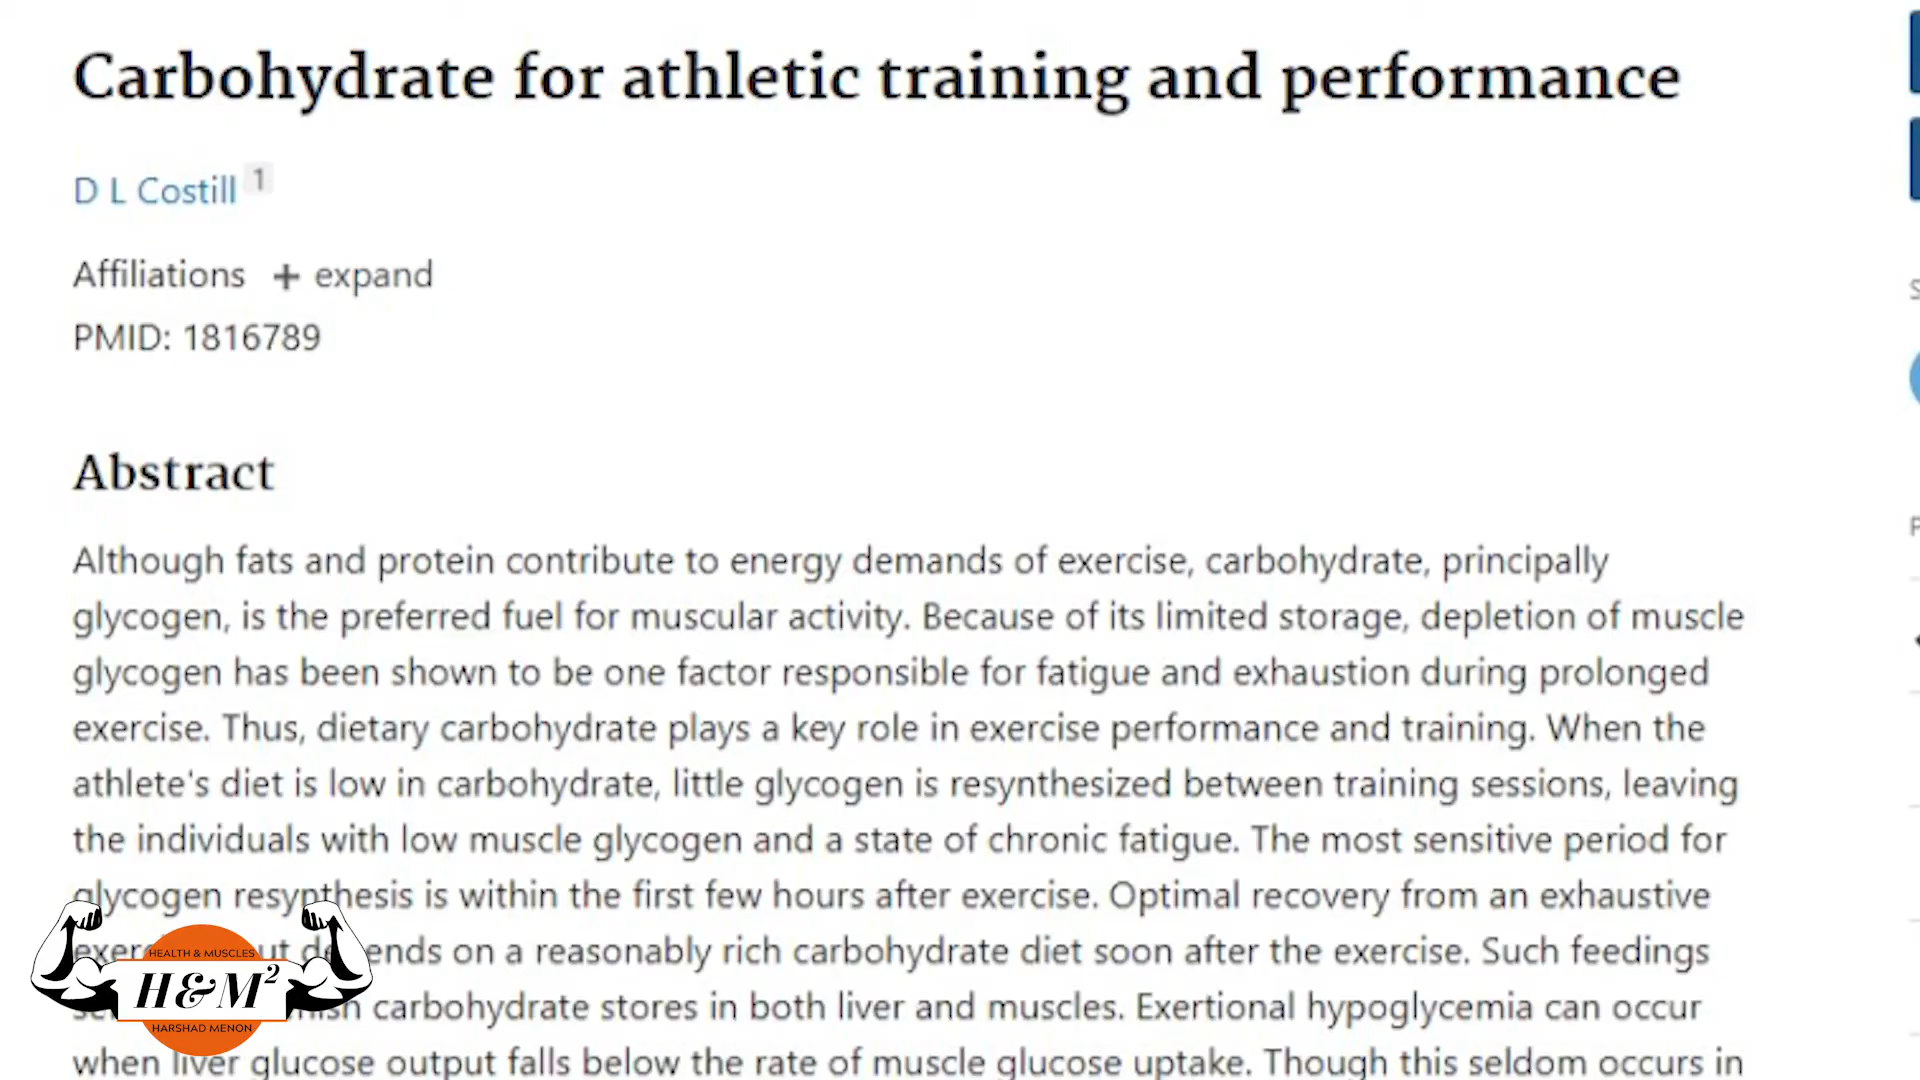 Carbohydrate for athletic training and performance
D L Costill 1
Affiliations + expand
PMID: 1816789
Abstract
Although fats and protein contribute to energy demands of exercise, carbohydrate, principally
glycogen, is the preferred fuel for muscular activity. Because of its limited storage, depletion of muscle
glycogen has been shown to be one factor responsible for fatigue and exhaustion during prolonged
exercise. Thus, dietary carbohydrate plays a key role in exercise performance and training. When the
athlete's diet is low in carbohydrate, little glycogen is resynthesized between training sessions, leaving
the individuals with low muscle glycogen and a state of chronic fatigue. The most sensitive period for
glycogen resynthesis is within the first few hours after exercise. Optimal recovery from an exhaustive
on a reasonably rich carbohydrate diet soon after the exercise. Such feedings
carbohydrate stores in both liver and muscles. Exertional hypoglycemia can occur
when liver glucose output falls below the rate of muscle glucose uptake. Though this seldom occurs in
HEALTH & MUSCLES
H&M²
HARSHAD MENON